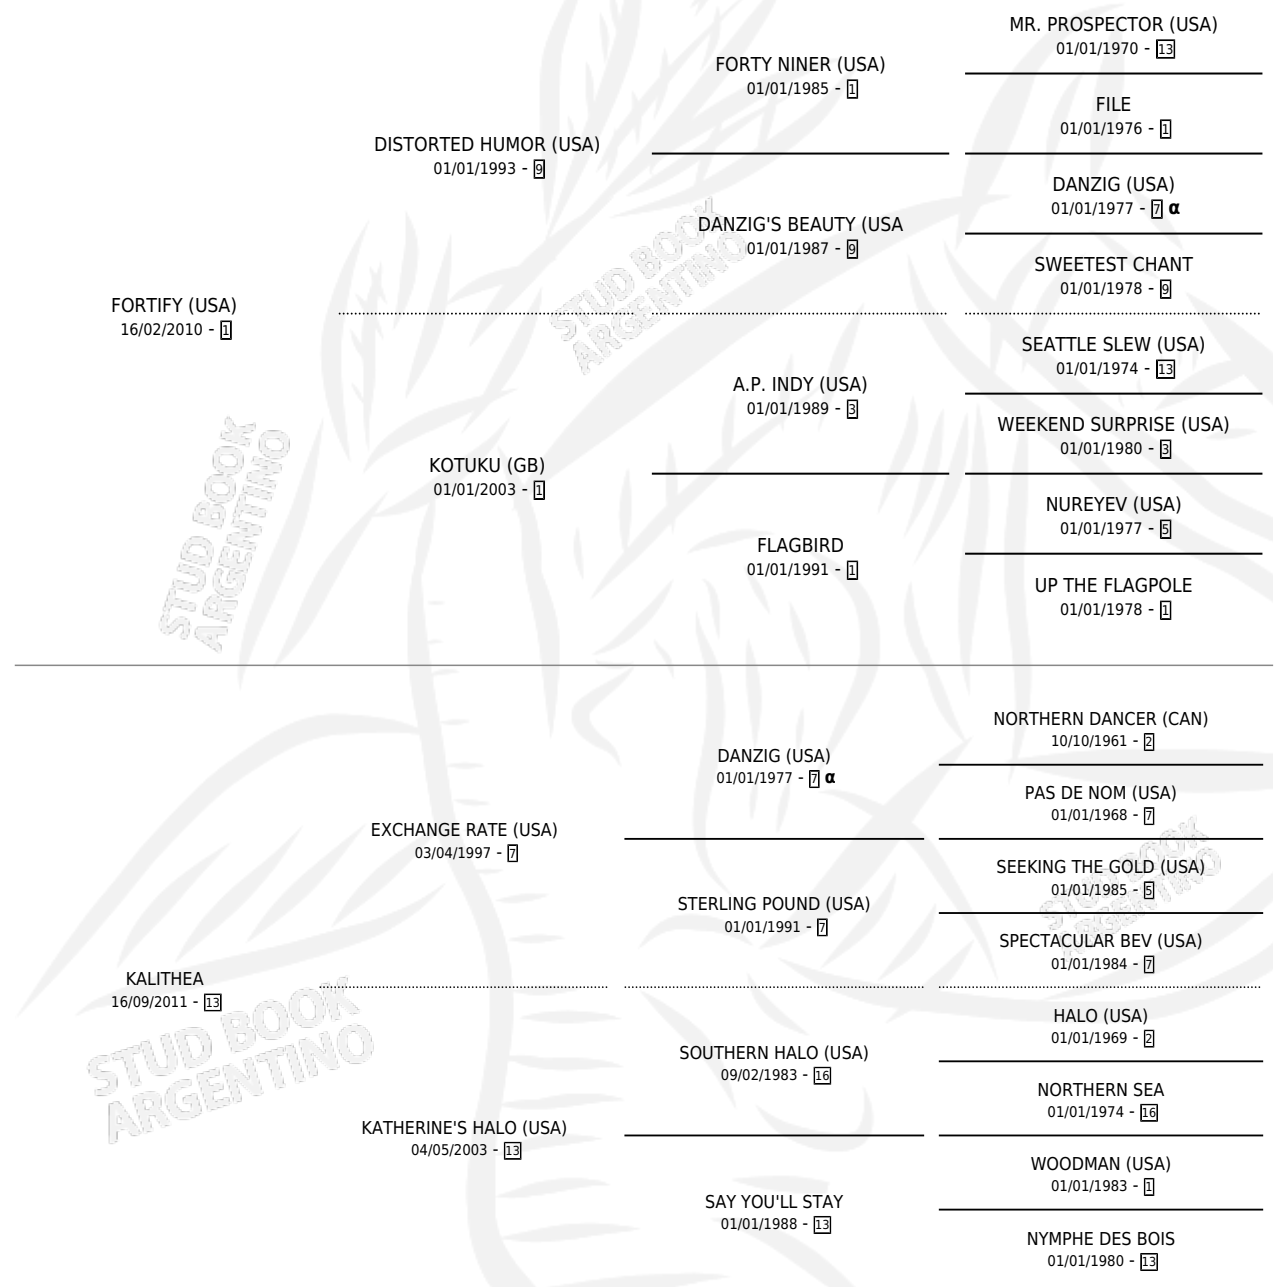 MR. PROSPECTOR (USA)
01/01/1970 - 13
FORTY NINER (USA)
01/01/1985 - 1
FILE
01/01/1976 - 1
DISTORTED HUMOR (USA)
01/01/1993 - 9
DANZIG (USA)
01/01/1977 - 7 α
DANZIG'S BEAUTY (USA
01/01/1987 - 9
SWEETEST CHANT
01/01/1978 - 9
FORTIFY (USA)
16/02/2010 - 1
SEATTLE SLEW (USA)
01/01/1974 - 13
A.P. INDY (USA)
01/01/1989 - 3
WEEKEND SURPRISE (USA)
01/01/1980 - 3
KOTUKU (GB)
01/01/2003 - 1
NUREYEV (USA)
01/01/1977 - 5
FLAGBIRD
01/01/1991 - 1
UP THE FLAGPOLE
01/01/1978 - 1
NORTHERN DANCER (CAN)
10/10/1961 - 2
DANZIG (USA)
01/01/1977 - 7 α
PAS DE NOM (USA)
01/01/1968 - 7
EXCHANGE RATE (USA)
03/04/1997 - 7
SEEKING THE GOLD (USA)
01/01/1985 - 5
STERLING POUND (USA)
01/01/1991 - 7
SPECTACULAR BEV (USA)
01/01/1984 - 7
KALITHEA
16/09/2011 - 13
HALO (USA)
01/01/1969 - 2
SOUTHERN HALO (USA)
09/02/1983 - 16
NORTHERN SEA
01/01/1974 - 16
KATHERINE'S HALO (USA)
04/05/2003 - 13
WOODMAN (USA)
01/01/1983 - 1
SAY YOU'LL STAY
01/01/1988 - 13
NYMPHE DES BOIS
01/01/1980 - 13
STUD BOOK
ARGENTINO
STUD BOOK
ARGENTINO
STUD BOOK
ARGENTINO
STUD BOOK
ARGENTINO